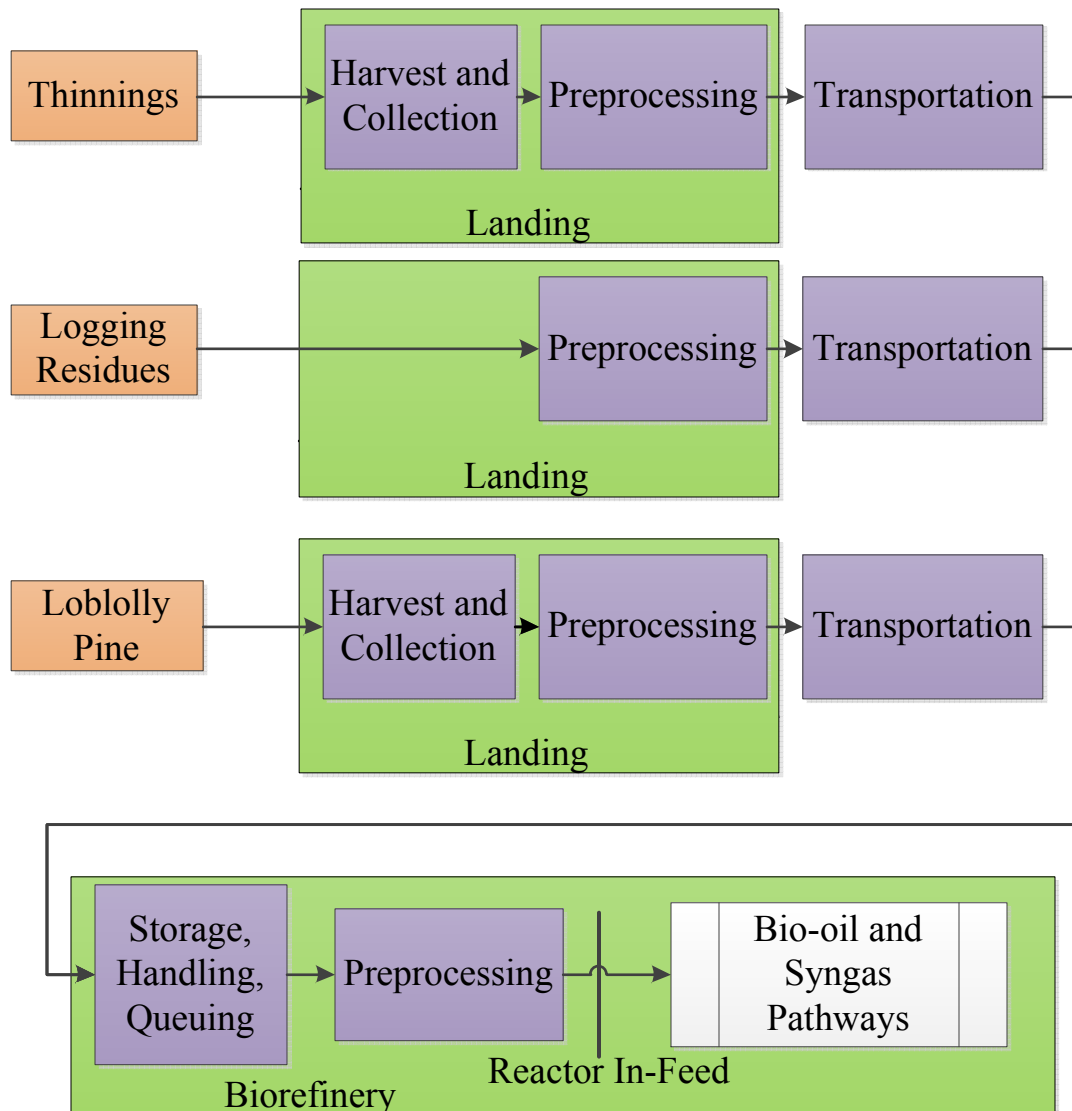 Thinnings
Harvest and
Collection
Preprocessing
Transportation
Landing
Logging
Residues
Preprocessing
Transportation
Landing
Loblolly
Pine
Harvest and
Collection
Preprocessing
Transportation
Landing
Storage,
Handling,
Queuing
Preprocessing
Bio-oil and
Syngas
Pathways
Reactor In-Feed
Biorefinery